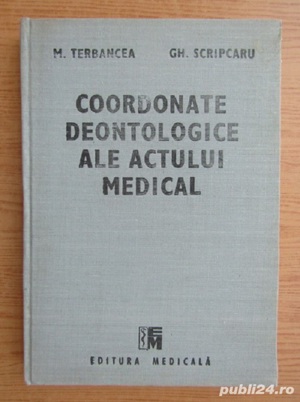 M. TERBANCEA GH. SCRIPCARU
COORDONATE
DEONTOLOGICE
ALE ACTULUI
MEDICAL
EM
EDITURA MEDICALĂ
publi24.ro